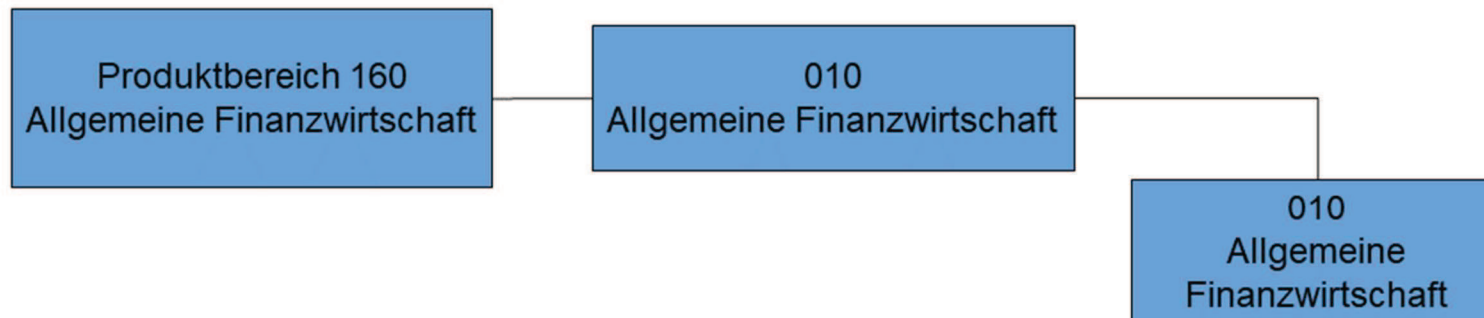 Produktbereich 160
Allgemeine Finanzwirtschaft
010
Allgemeine Finanzwirtschaft
010
Allgemeine
Finanzwirtschaft